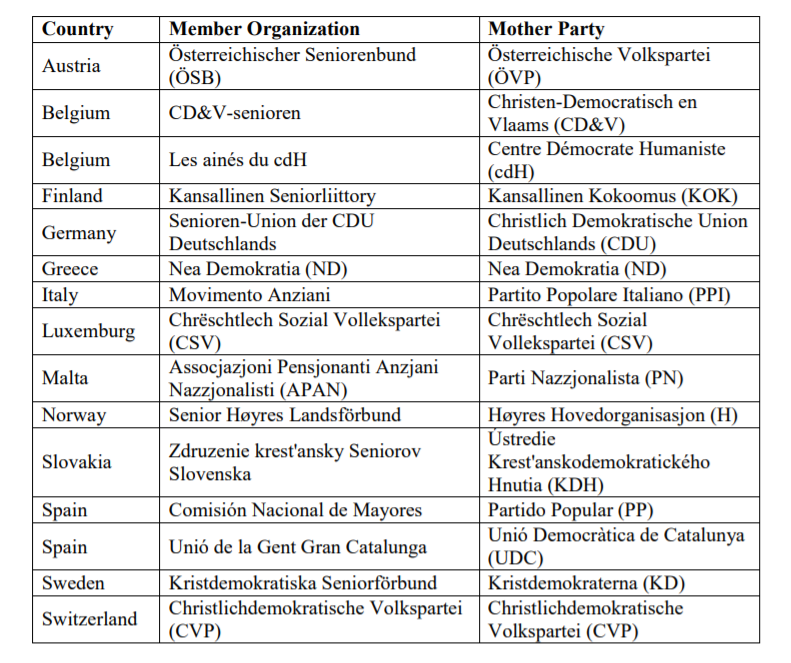 Country Member Organization Mother Party
Austria Österreichischer Seniorenbund (ÖSB) Österreichische Volkspartei (ÖVP)
Belgium CD&V-senioren Christen-Democratisch en Vlaams (CD&V)
Belgium Les ainés du cdH Centre Démocrate Humaniste (cdH)
Finland Kansallinen Seniorliittory Kansallinen Kokoomus (KOK)
Germany Senioren-Union der CDU Deutschlands Christlich Demokratische Union Deutschlands (CDU)
Greece Nea Demokratia (ND) Nea Demokratia (ND)
Italy Movimento Anziani Partito Popolare Italiano (PPI)
Luxemburg Chrëschtlech Sozial Vollekspartei (CSV) Chrëschtlech Sozial Vollekspartei (CSV)
Malta Assocjazjoni Pensjonanti Anzjani Nazzjonalisti (APAN) Parti Nazzjonalista (PN)
Norway Senior Høyres Landsförbund Høyres Hovedorganisasjon (H)
Slovakia Zdruzenie krest'ansky Seniorov Slovenska Ústredie Krest'anskodemokratického Hnutia (KDH)
Spain Comisión Nacional de Mayores Partido Popular (PP)
Spain Unió de la Gent Gran Catalunga Unió Democràtica de Catalunya (UDC)
Sweden Kristdemokratiska Seniorförbund Kristdemokraterna (KD)
Switzerland Christlichdemokratische Volkspartei (CVP) Christlichdemokratische Volkspartei (CVP)